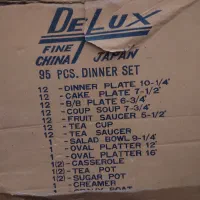 DELUX
FINE CHINA JAPAN
95 PCS. DINNER SET
12 - DINNER PLATE 10-1/4"
12 - CAKE PLATE 7-1/2"
12 - B/B PLATE 6-3/4"
12 - COUP SOUP 7-3/4"
12 - FRUIT SAUCER 5-1/2"
12 - TEA CUP
12 - TEA SAUCER
1 - SALAD BOWL 9-1/4"
1 - OVAL PLATTER 12"
1 - OVAL PLATTER 16"
1(2) - CASSEROLE
1(2) - TEA POT
1(2) - SUGAR POT
1 - CREAMER